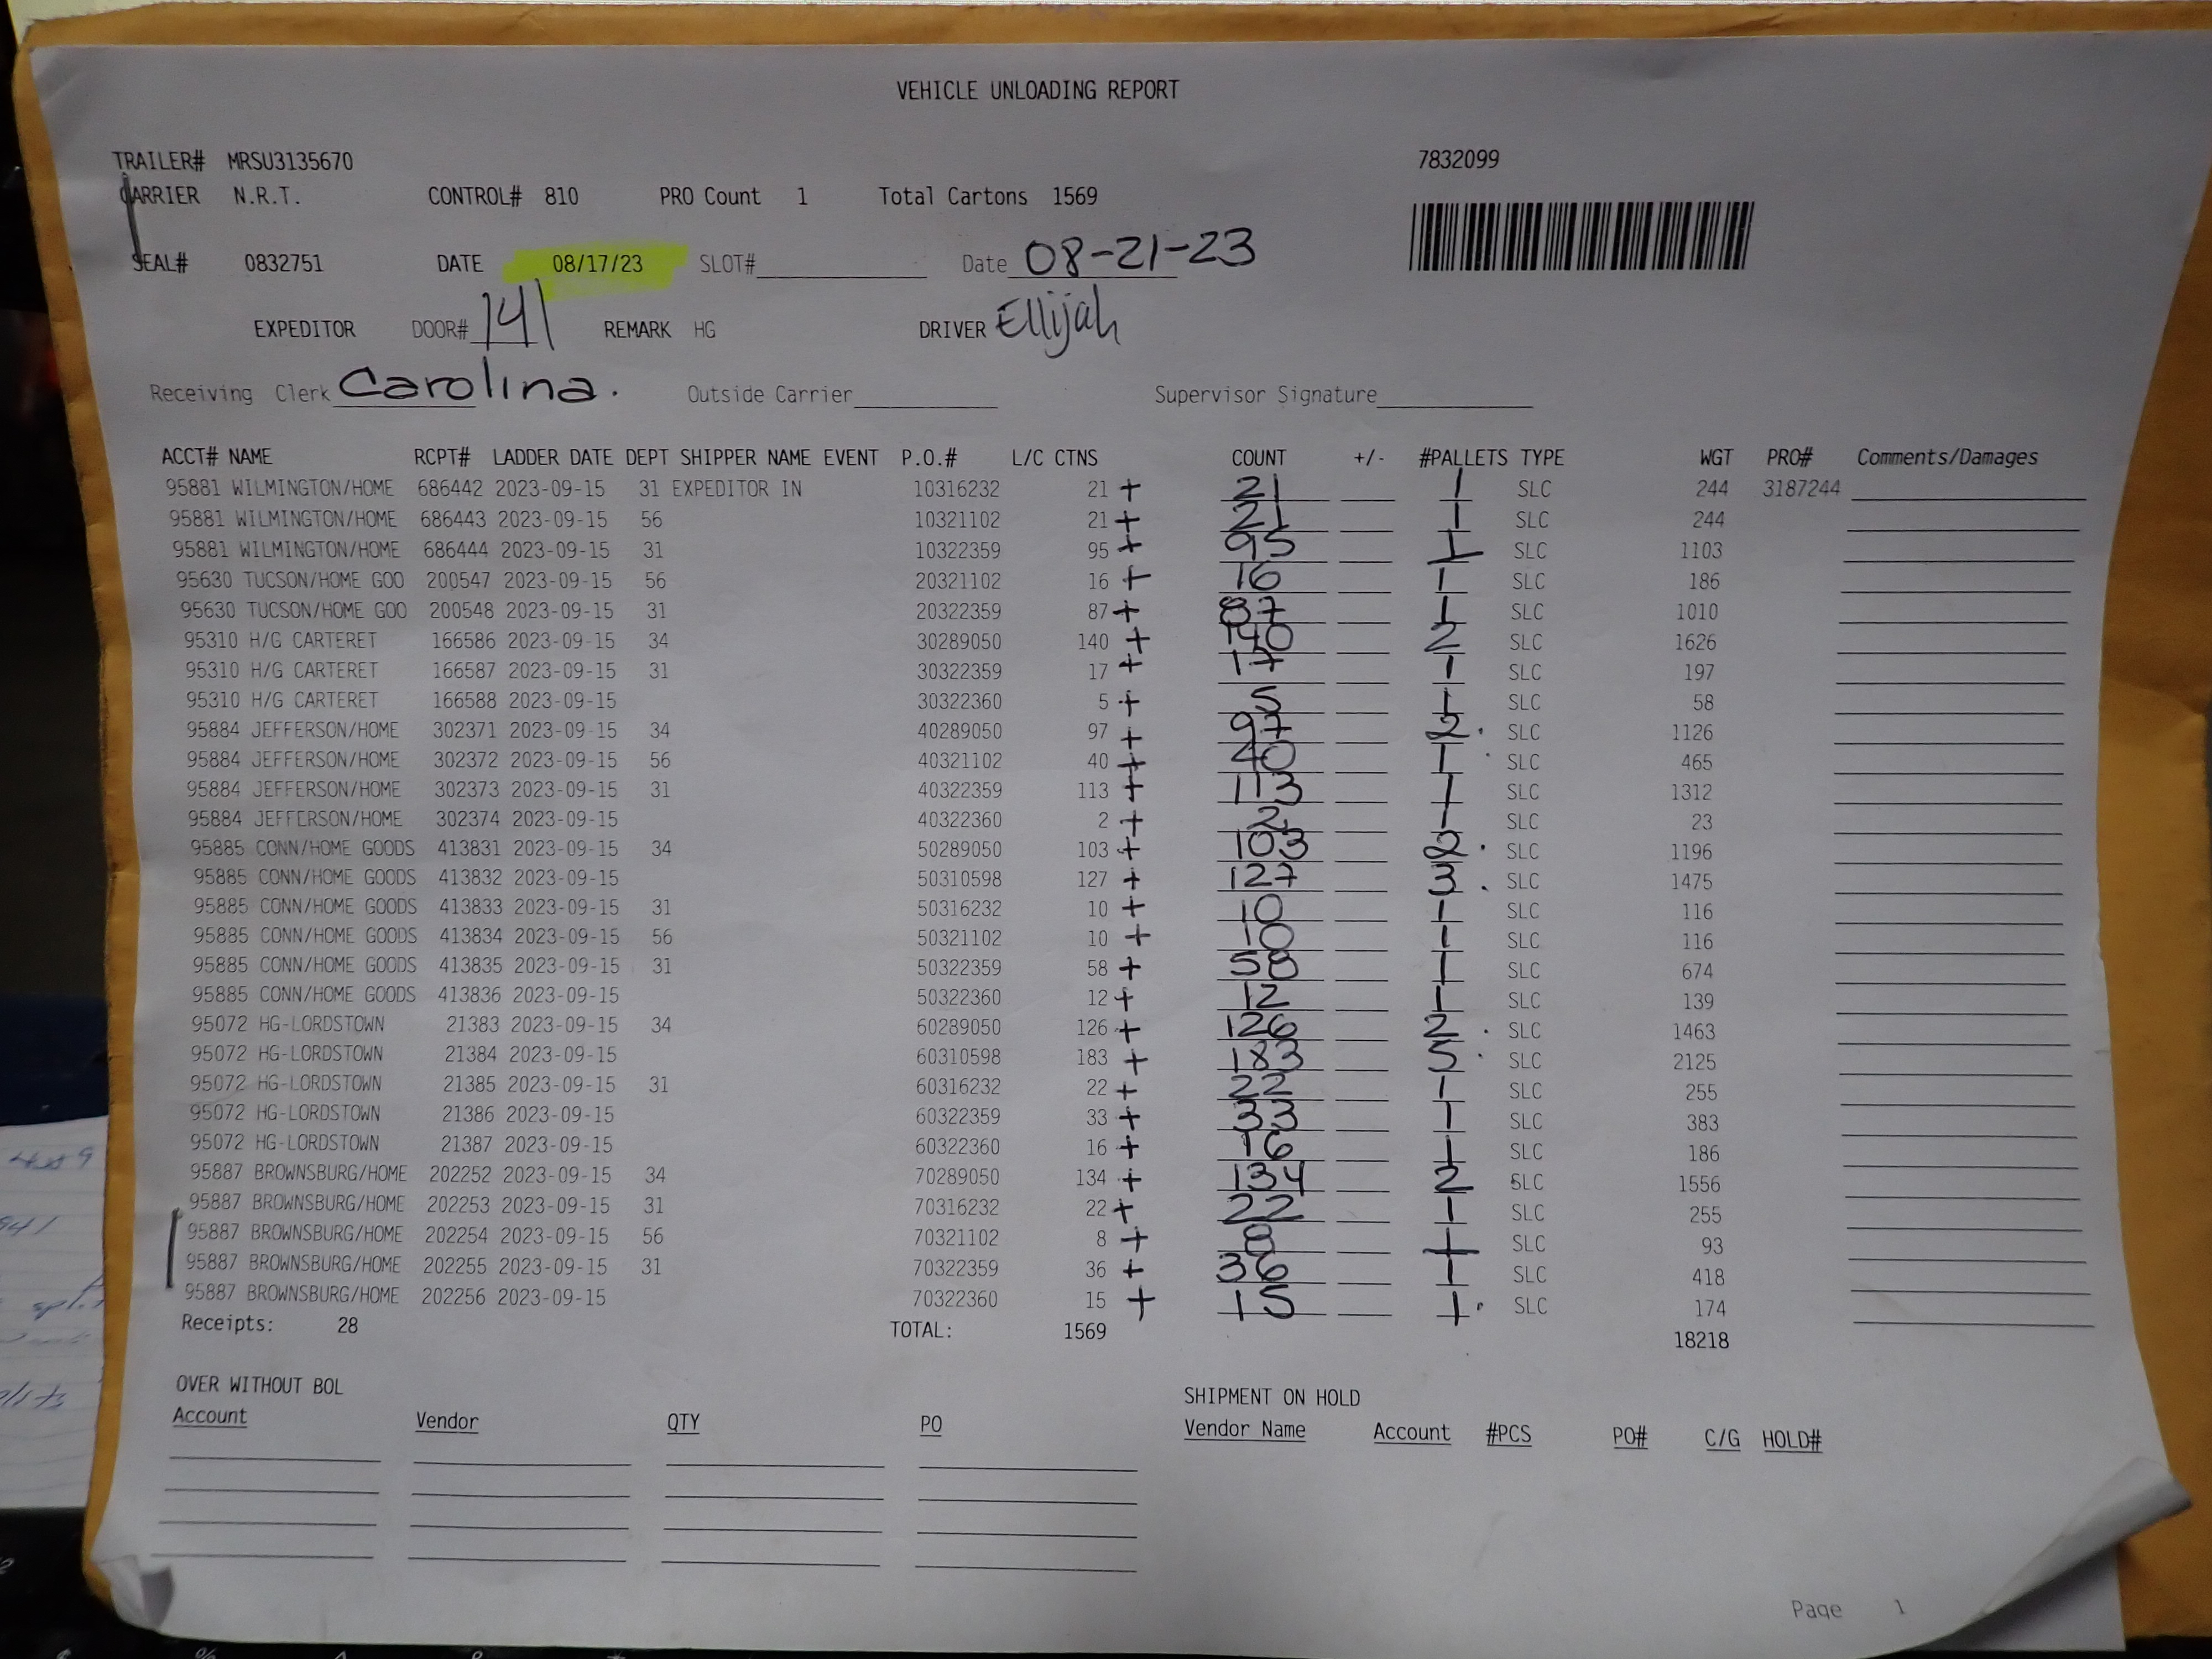 VEHICLE UNLOADING REPORT
TRAILER# MRSU3135670 7832099
CARRIER N.R.T. CONTROL# 810 PRO Count 1 Total Cartons 1569
SEAL# 0832751 DATE 08/17/23 SLOT# Date 08-21-23
EXPEDITOR DOOR# 141 REMARK HG DRIVER Ellijah
Receiving Clerk Carolina. Outside Carrier Supervisor Signature
ACCT# NAME RCPT# LADDER DATE DEPT SHIPPER NAME EVENT P.O.# L/C CTNS COUNT +/- #PALLETS TYPE WGT PRO# Comments/Damages
95881 WILMINGTON/HOME 686442 2023-09-15 31 EXPEDITOR IN 10316232 21 + 21 1 SLC 244 3187244
95881 WILMINGTON/HOME 686443 2023-09-15 56 10321102 21 + 21 1 SLC 244
95881 WILMINGTON/HOME 686444 2023-09-15 31 10322359 95 + 95 1 SLC 1103
95630 TUCSON/HOME GOO 200547 2023-09-15 56 20321102 16 + 16 1 SLC 186
95630 TUCSON/HOME GOO 200548 2023-09-15 31 20322359 87 + 87 1 SLC 1010
95310 H/G CARTERET 166586 2023-09-15 34 30289050 140 + 140 2 SLC 1626
95310 H/G CARTERET 166587 2023-09-15 31 30322359 17 + 17 1 SLC 197
95310 H/G CARTERET 166588 2023-09-15 30322360 5 + 5 1 SLC 58
95884 JEFFERSON/HOME 302371 2023-09-15 34 40289050 97 + 97 2 . SLC 1126
95884 JEFFERSON/HOME 302372 2023-09-15 56 40321102 40 + 40 1 SLC 465
95884 JEFFERSON/HOME 302373 2023-09-15 31 40322359 113 + 113 1 SLC 1312
95884 JEFFERSON/HOME 302374 2023-09-15 40322360 2 + 2 1 SLC 23
95885 CONN/HOME GOODS 413831 2023-09-15 34 50289050 103 + 103 2 . SLC 1196
95885 CONN/HOME GOODS 413832 2023-09-15 50310598 127 + 127 3 . SLC 1475
95885 CONN/HOME GOODS 413833 2023-09-15 31 50316232 10 + 10 1 SLC 116
95885 CONN/HOME GOODS 413834 2023-09-15 56 50321102 10 + 10 1 SLC 116
95885 CONN/HOME GOODS 413835 2023-09-15 31 50322359 58 + 58 1 SLC 674
95885 CONN/HOME GOODS 413836 2023-09-15 50322360 12 + 12 1 SLC 139
95072 HG-LORDSTOWN 21383 2023-09-15 34 60289050 126 + 126 2 . SLC 1463
95072 HG-LORDSTOWN 21384 2023-09-15 60310598 183 + 183 5 . SLC 2125
95072 HG-LORDSTOWN 21385 2023-09-15 31 60316232 22 + 22 1 SLC 255
95072 HG-LORDSTOWN 21386 2023-09-15 60322359 33 + 33 1 SLC 383
95072 HG-LORDSTOWN 21387 2023-09-15 60322360 16 + 16 1 SLC 186
95887 BROWNSBURG/HOME 202252 2023-09-15 34 70289050 134 + 134 2 SLC 1556
95887 BROWNSBURG/HOME 202253 2023-09-15 31 70316232 22 + 22 1 SLC 255
95887 BROWNSBURG/HOME 202254 2023-09-15 56 70321102 8 + 8 1 SLC 93
95887 BROWNSBURG/HOME 202255 2023-09-15 31 70322359 36 + 36 1 SLC 418
95887 BROWNSBURG/HOME 202256 2023-09-15 70322360 15 + 15 1 . SLC 174
Receipts: 28 TOTAL: 1569 18218
OVER WITHOUT BOL SHIPMENT ON HOLD
Account Vendor QTY PO Vendor Name Account #PCS PO# C/G HOLD#
Page 1